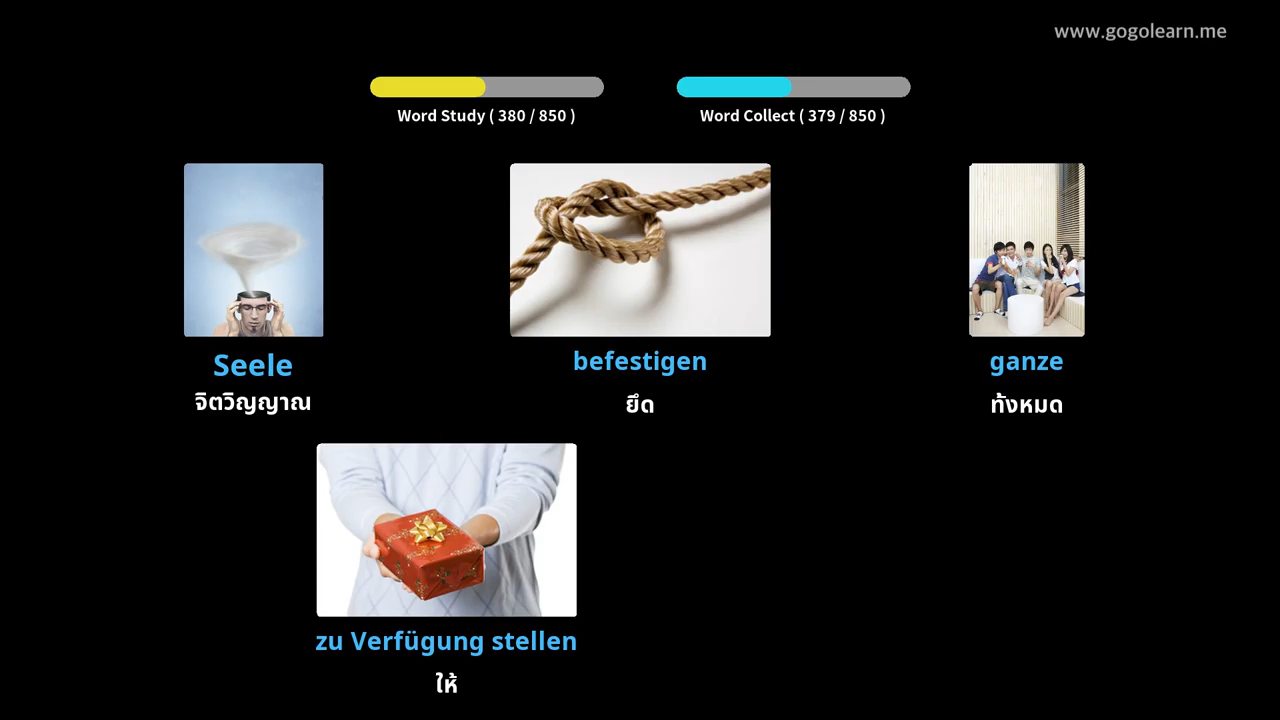 www.gogolearn.me
Word Study ( 380 / 850 )
Word Collect ( 379 / 850 )
Seele
จิตวิญญาณ
befestigen
ยึด
ganze
ทั้งหมด
zu Verfügung stellen
ให้